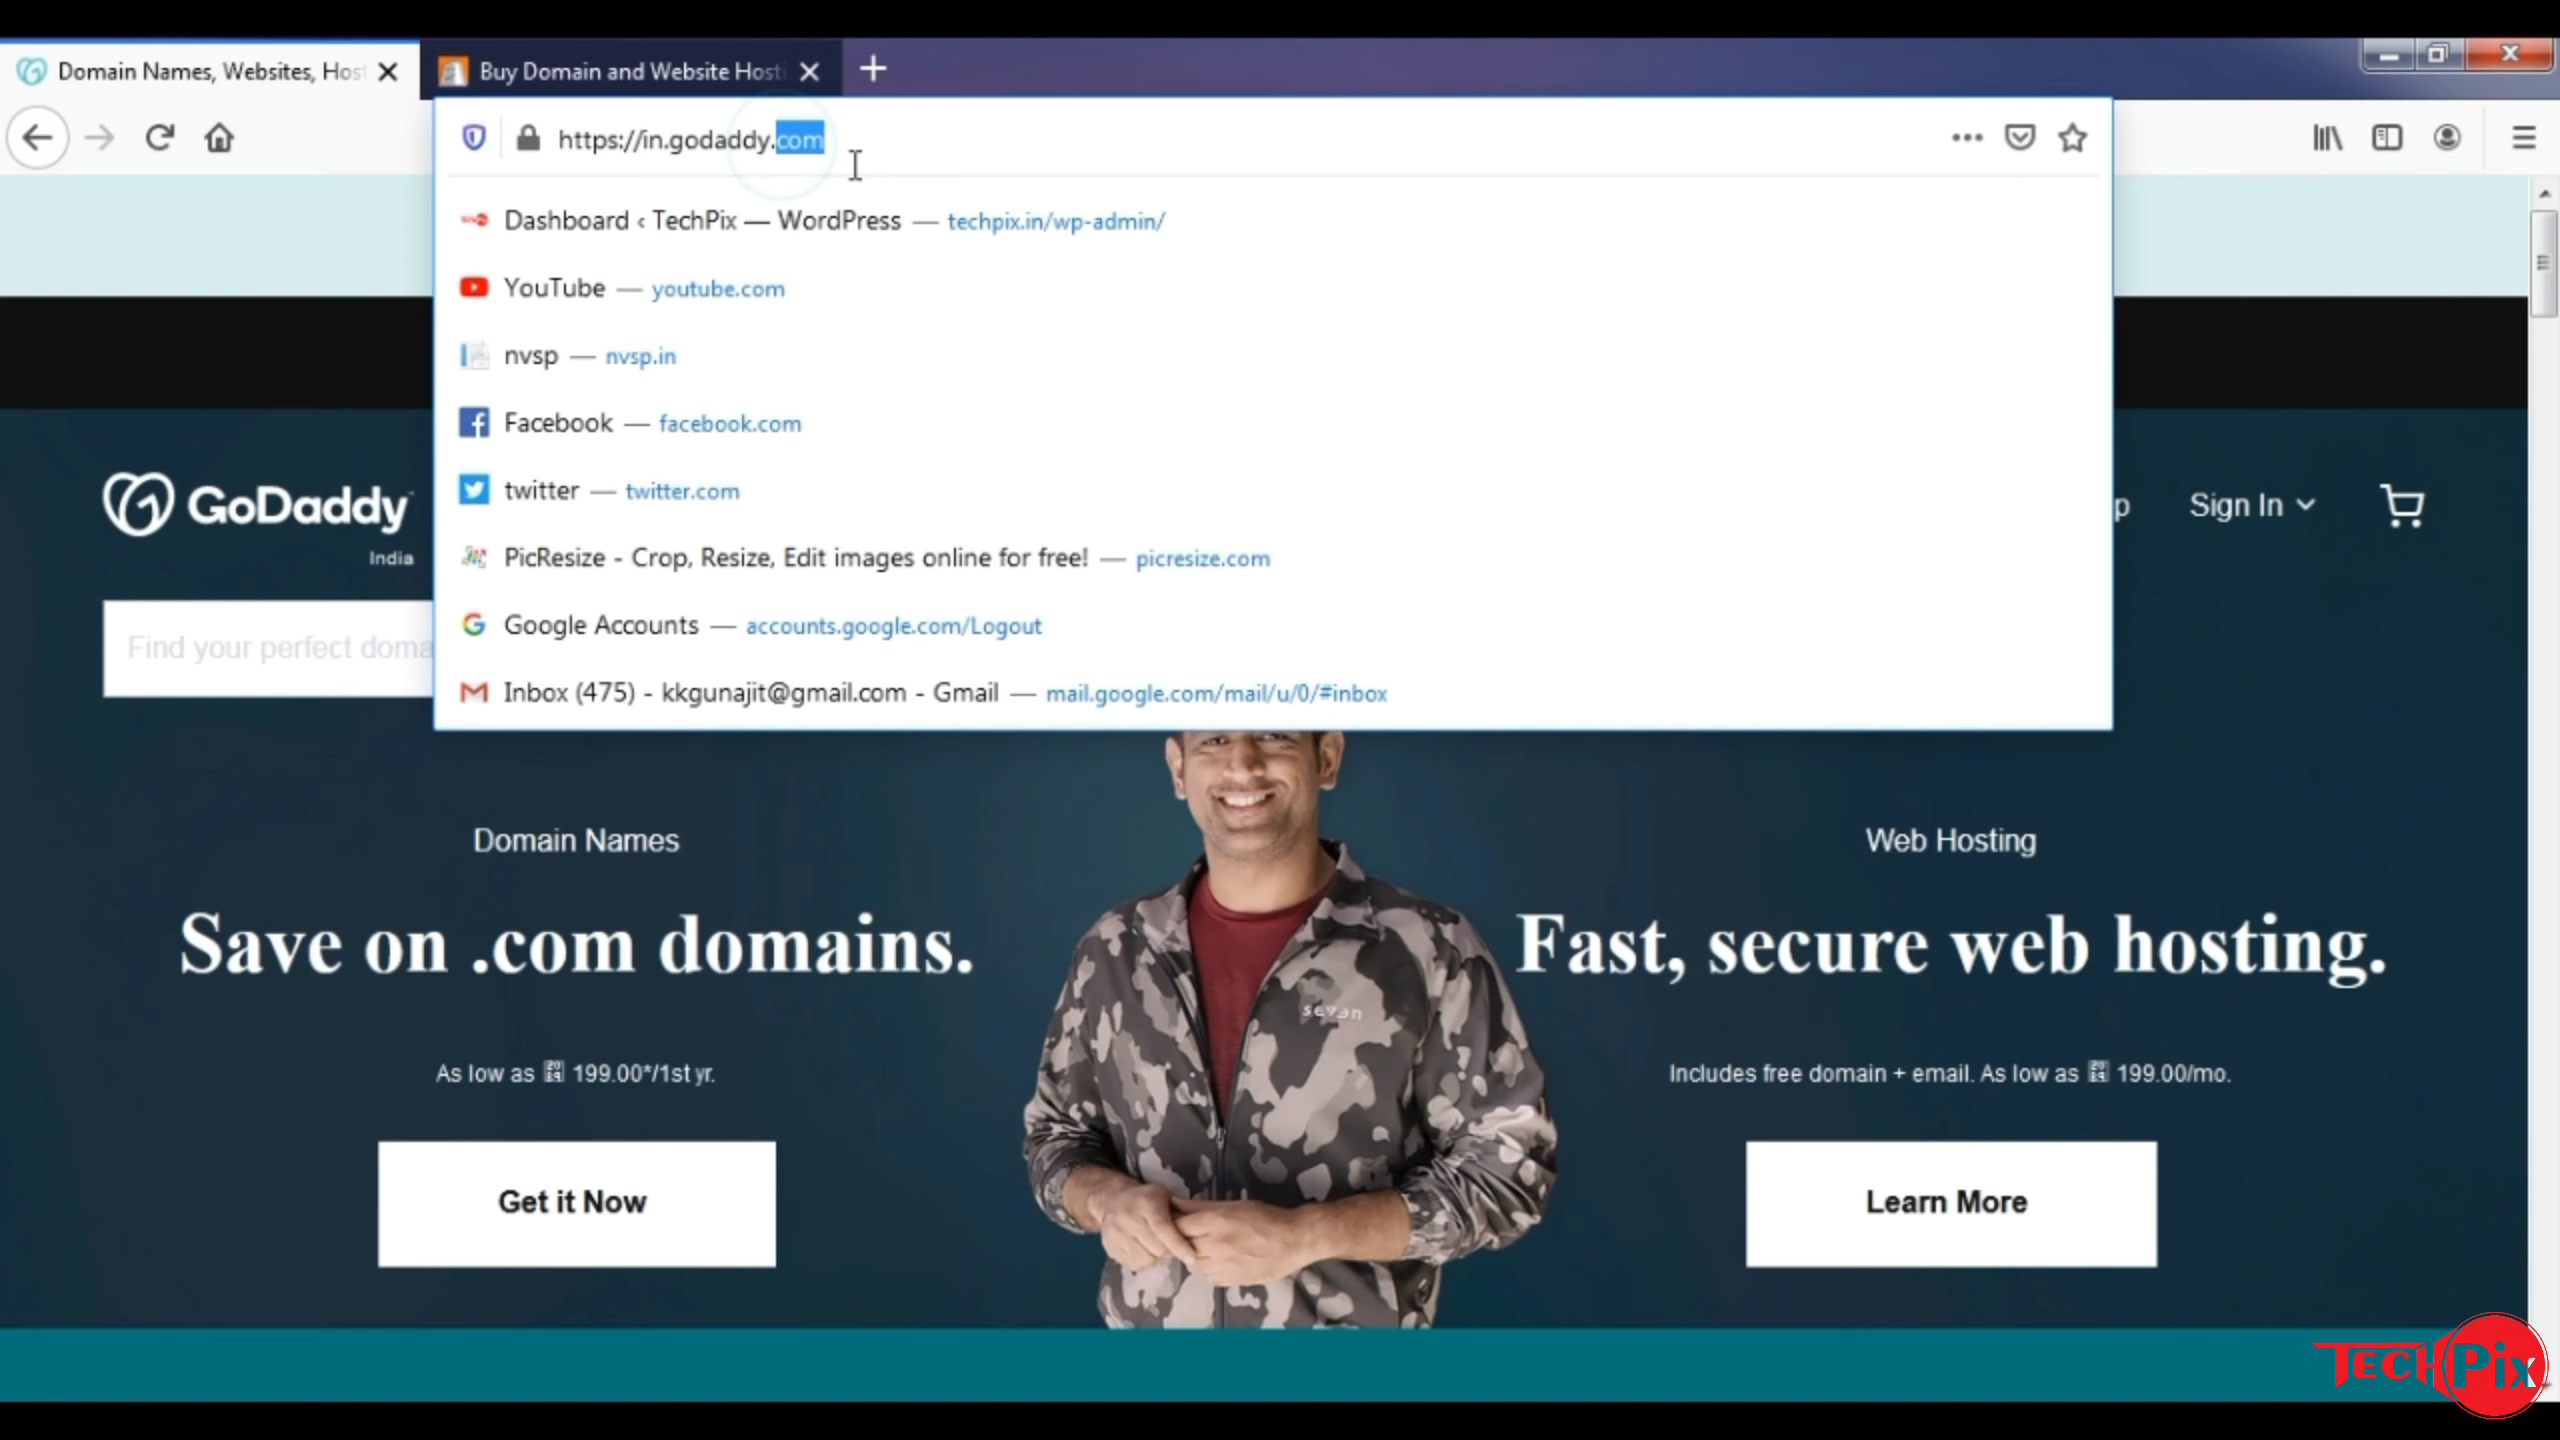 Domain Names, Websites, Hos
Buy Domain and Website Hosti
https://in.godaddy.com
Dashboard ‹ TechPix — WordPress — techpix.in/wp-admin/
YouTube — youtube.com
nvsp — nvsp.in
Facebook — facebook.com
twitter — twitter.com
PicResize - Crop, Resize, Edit images online for free! — picresize.com
Google Accounts — accounts.google.com/Logout
Inbox (475) - kkgunajit@gmail.com - Gmail — mail.google.com/mail/u/0/#inbox
GoDaddy
India
p
Sign In
Find your perfect doma
Domain Names
Save on .com domains.
As low as 199.00*/1st yr.
Get it Now
seven
Web Hosting
Fast, secure web hosting.
Includes free domain + email. As low as 199.00/mo.
Learn More
TECHPix